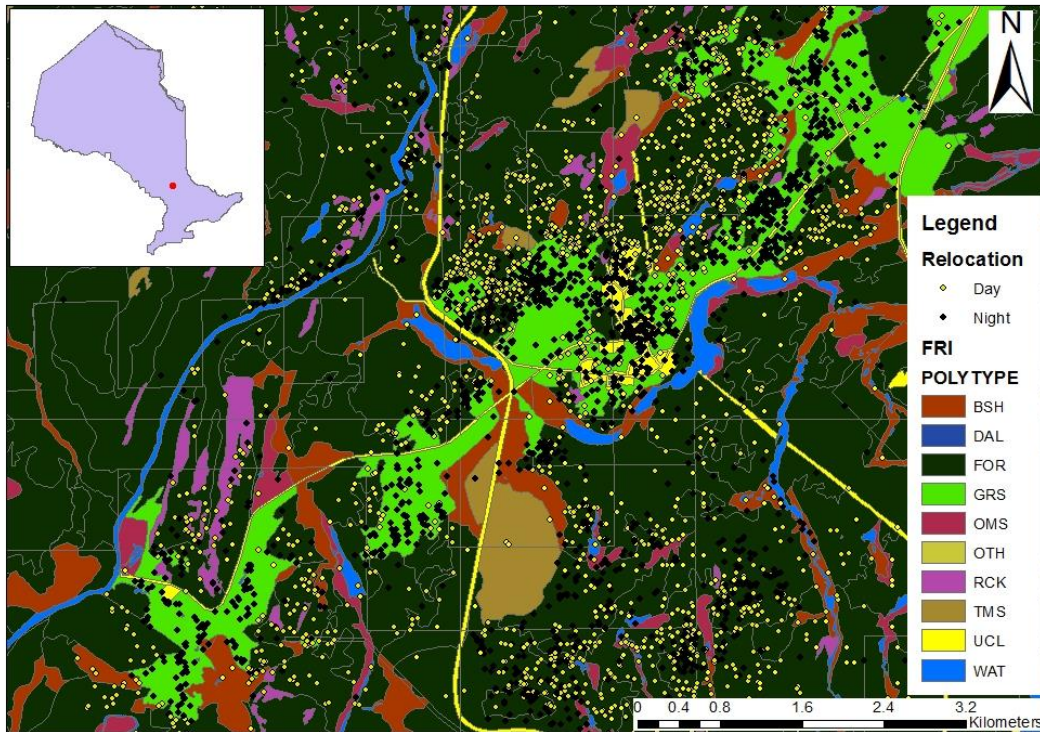 N
Legend
Relocation
Day
Night
FRI
POLYTYPE
BSH
DAL
FOR
GRS
OMS
OTH
RCK
TMS
UCL
WAT
0 0.4 0.8 1.6 2.4 3.2
Kilometers